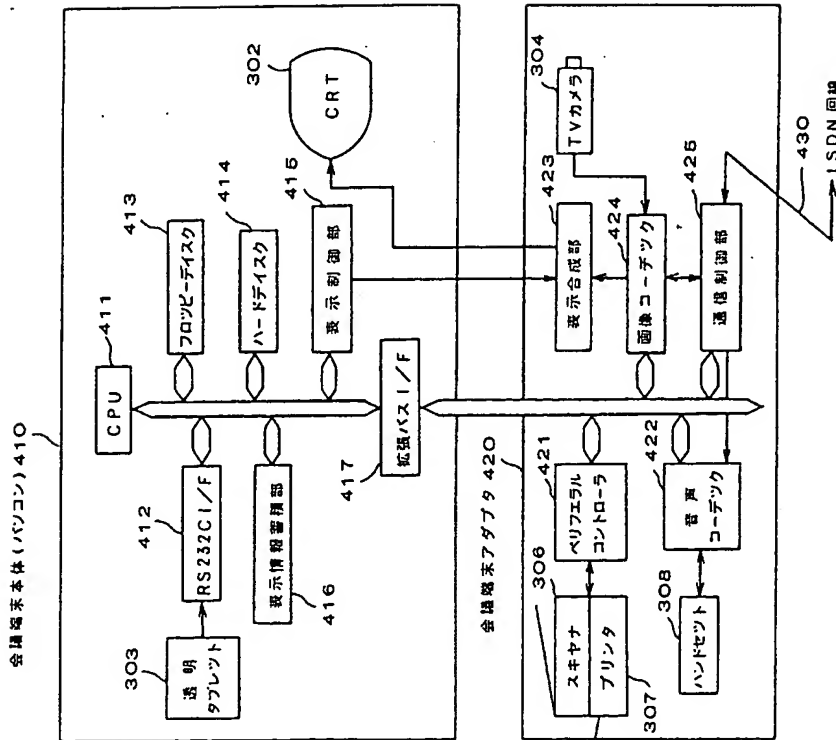 会議端末本体(パソコン)410
411
CPU
413
フロッピーディスク
414
ハードディスク
302
CRT
415
表示制御部
412
RS232C I/F
303
透明
タブレット
表示情報蓄積部
416
拡張バス I/F
417
会議端末アダプタ 420
304
TVカメラ
423
表示合成部
424
画像コーデック
425
通信制御部
430
ISDN回線
421
ペリフェラル
コントローラ
306
スキャナ
プリンタ
307
422
音声
コーデック
308
ハンドセット